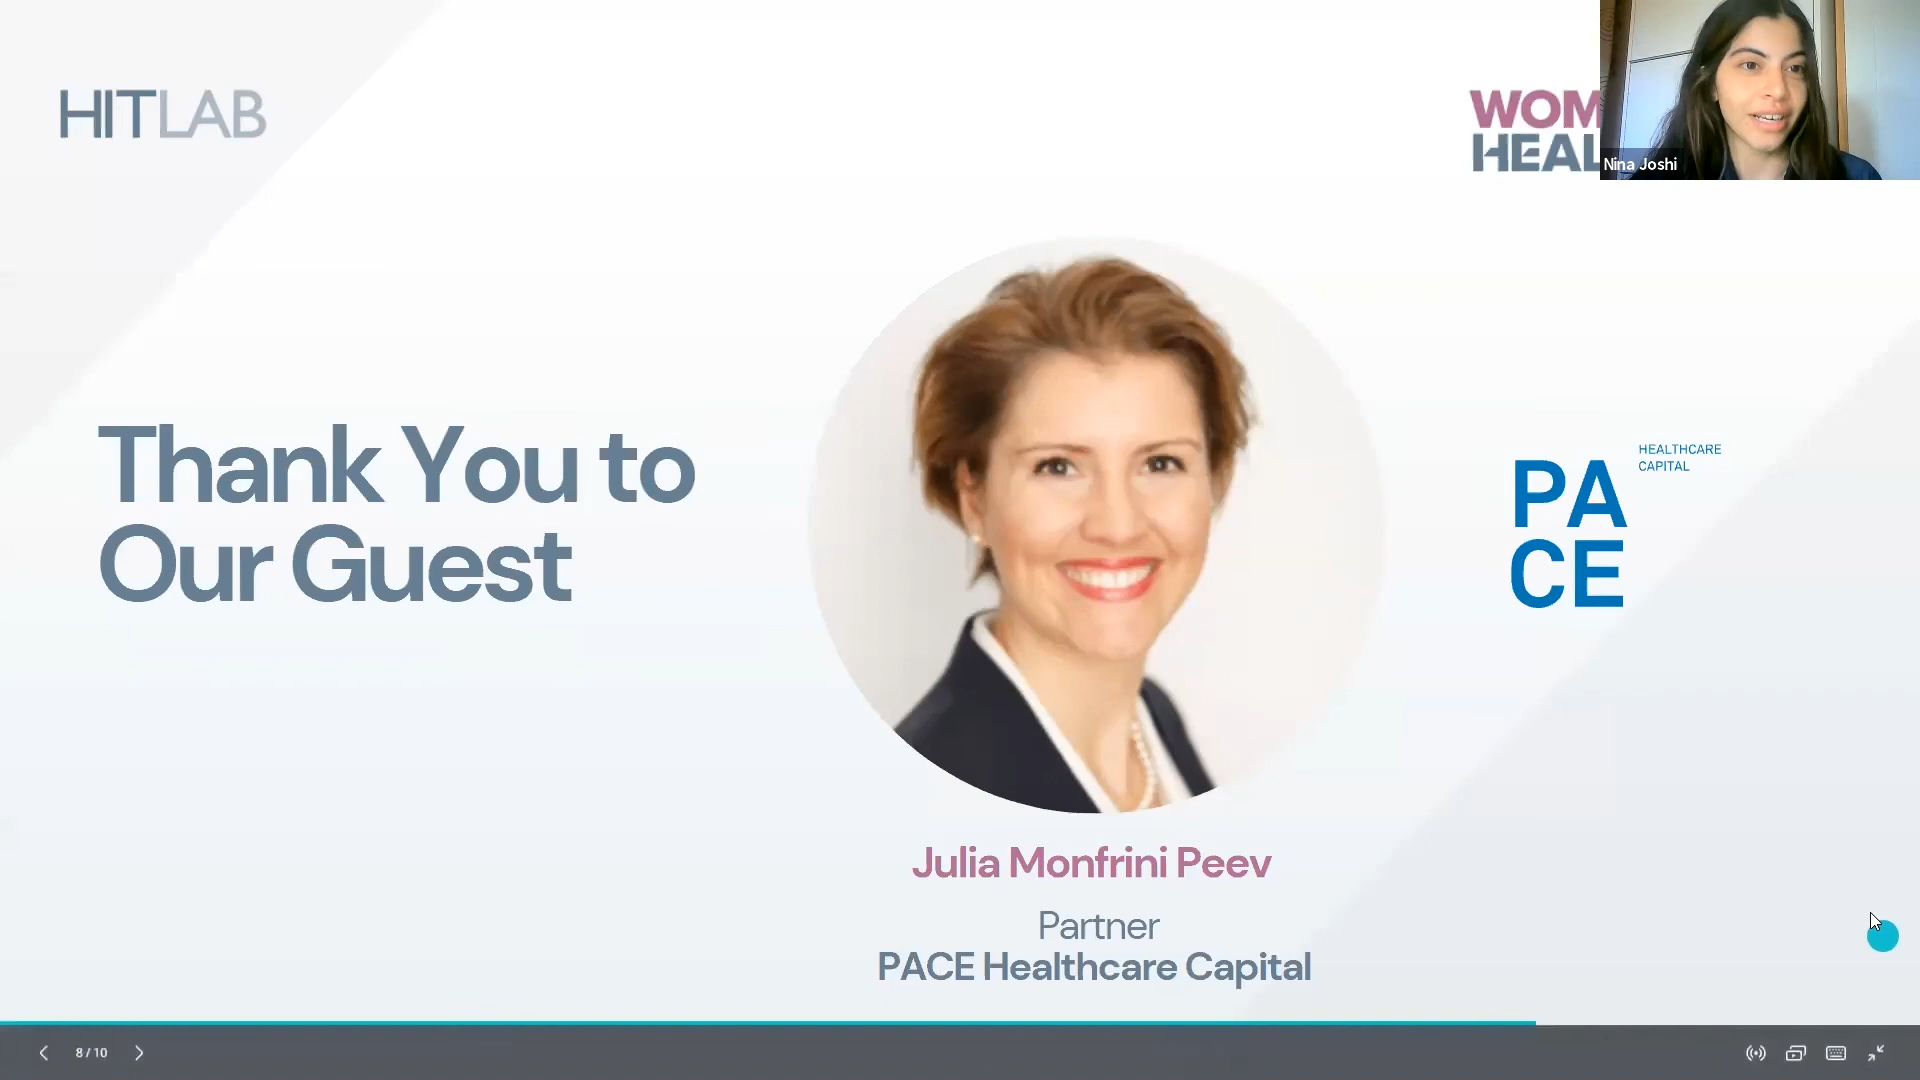 HITLAB
WOM
HEAL
Nina Joshi
Thank You to
Our Guest
HEALTHCARE
CAPITAL
PA
CE
Julia Monfrini Peev
Partner
PACE Healthcare Capital
8 / 10